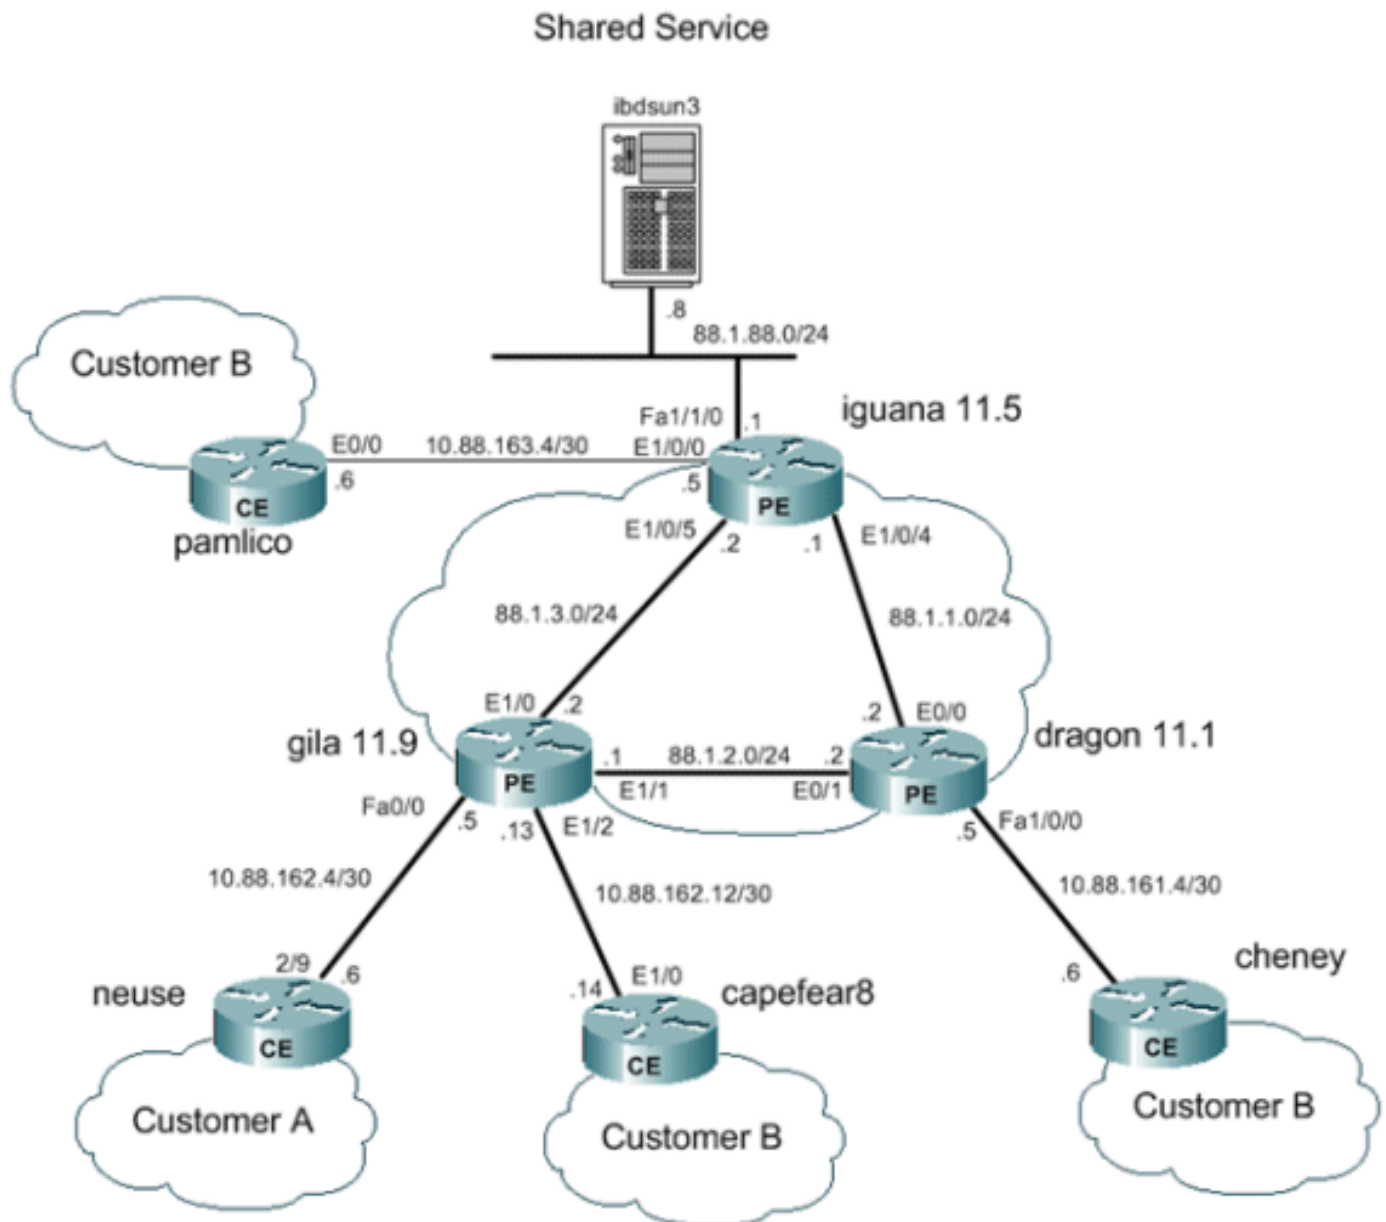 Shared Service
ibdsun3
.8
88.1.88.0/24
Customer B
Fa1/1/0
.1
iguana 11.5
E0/0
10.88.163.4/30
E1/0/0
.6
.5
CE
PE
pamlico
E1/0/5
.2
.1
E1/0/4
88.1.3.0/24
88.1.1.0/24
E1/0
.2
.2
E0/0
gila 11.9
dragon 11.1
.1
88.1.2.0/24
.2
PE
E1/1
E0/1
PE
Fa0/0
.5
.13
E1/2
.5
Fa1/0/0
10.88.162.4/30
10.88.162.12/30
10.88.161.4/30
2/9
.6
neuse
.14
E1/0
capefear8
.6
cheney
CE
CE
CE
Customer A
Customer B
Customer B